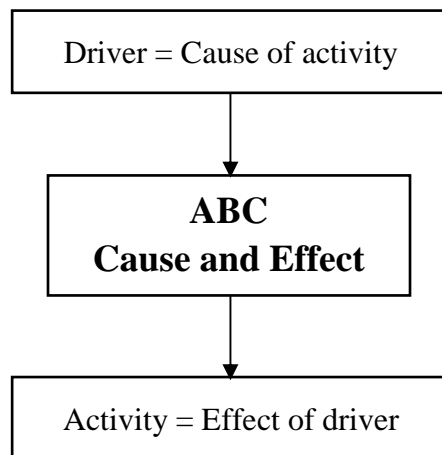 Driver = Cause of activity
ABC
Cause and Effect
Activity = Effect of driver